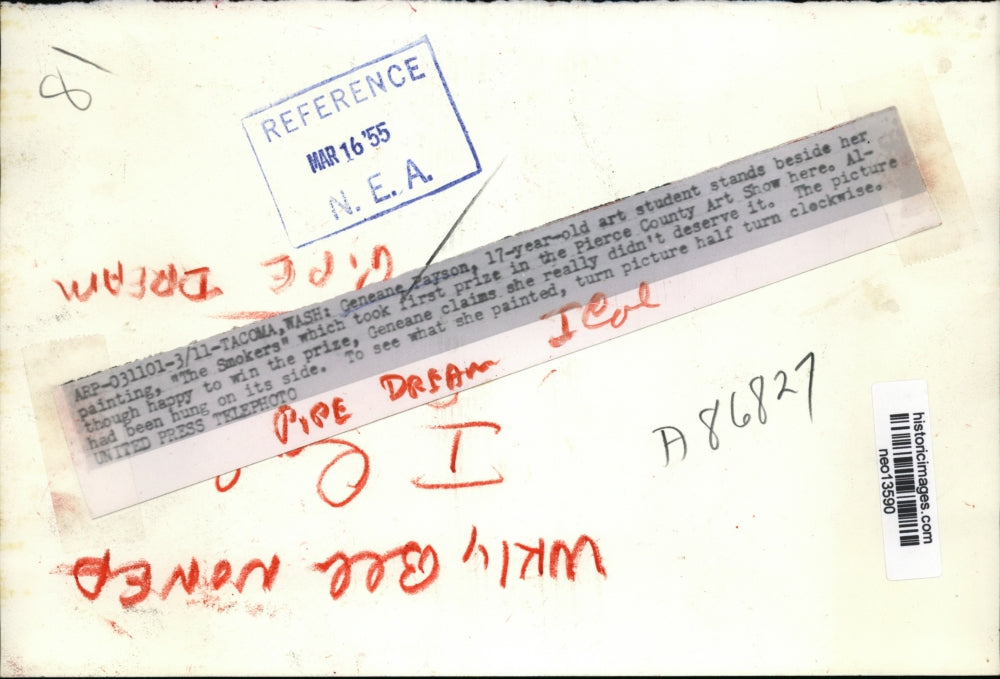 18
REFERENCE
MAR 16 '55
N. E. A.
PIPE DREAM
ARP-031101-3/11-TACOMA,WASH: Geneane Payson, 17-year-old art student stands beside her
painting, "The Smokers" which took first prize in the Pierce County Art Show here. Al-
though happy to win the prize, Geneane claims she really didn't deserve it. The picture
had been hung on its side. To see what she painted, turn picture half turn clockwise.
UNITED PRESS TELEPHOTO
PIPE DREAM
I Col
I Col
A86827
WKly
historicimages.com
neo13590